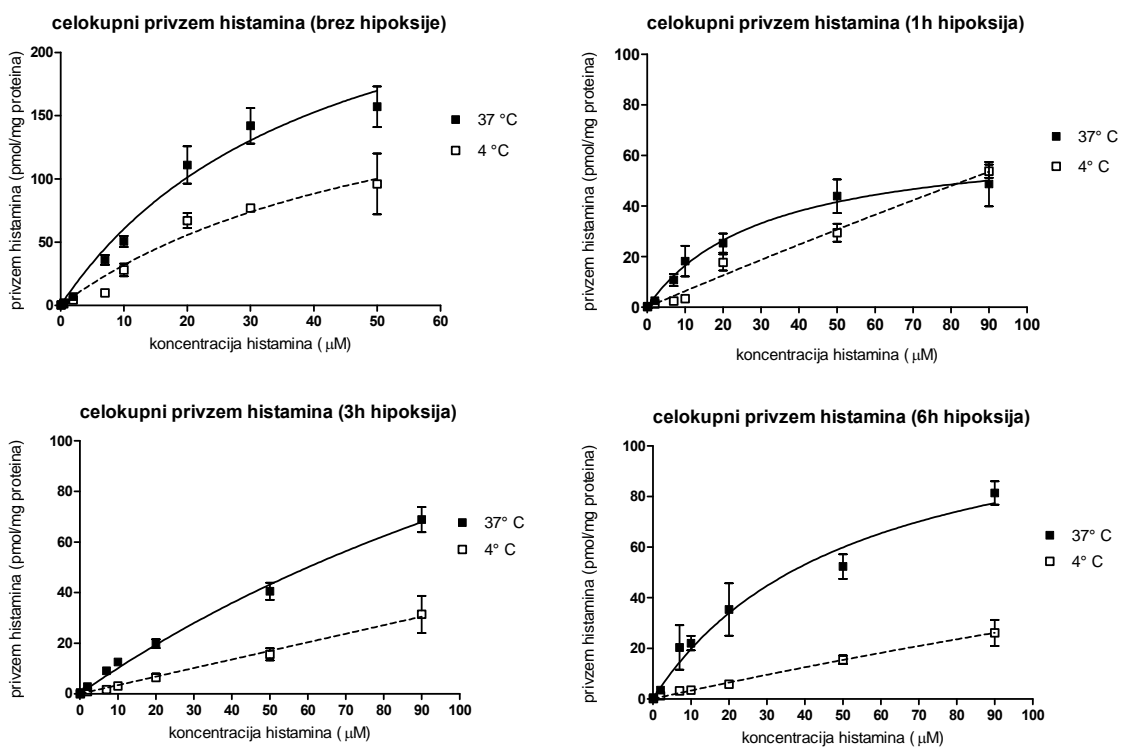 celokupni privzem histamina (brez hipoksije)
privzem histamina (pmol/mg proteina)
200
150
100
50
0
0 10 20 30 40 50 60
koncentracija histamina ( μM)
37 °C
4 °C
celokupni privzem histamina (1h hipoksija)
privzem histamina (pmol/mg proteina)
100
80
60
40
20
0
0 10 20 30 40 50 60 70 80 90 100
koncentracija histamina ( μM)
37° C
4° C
celokupni privzem histamina (3h hipoksija)
privzem histamina (pmol/mg proteina)
100
80
60
40
20
0
0 10 20 30 40 50 60 70 80 90 100
koncentracija histamina ( μM)
37° C
4° C
celokupni privzem histamina (6h hipoksija)
privzem histamina (pmol/mg proteina)
100
80
60
40
20
0
0 10 20 30 40 50 60 70 80 90 100
koncentracija histamina ( μM)
37° C
4° C